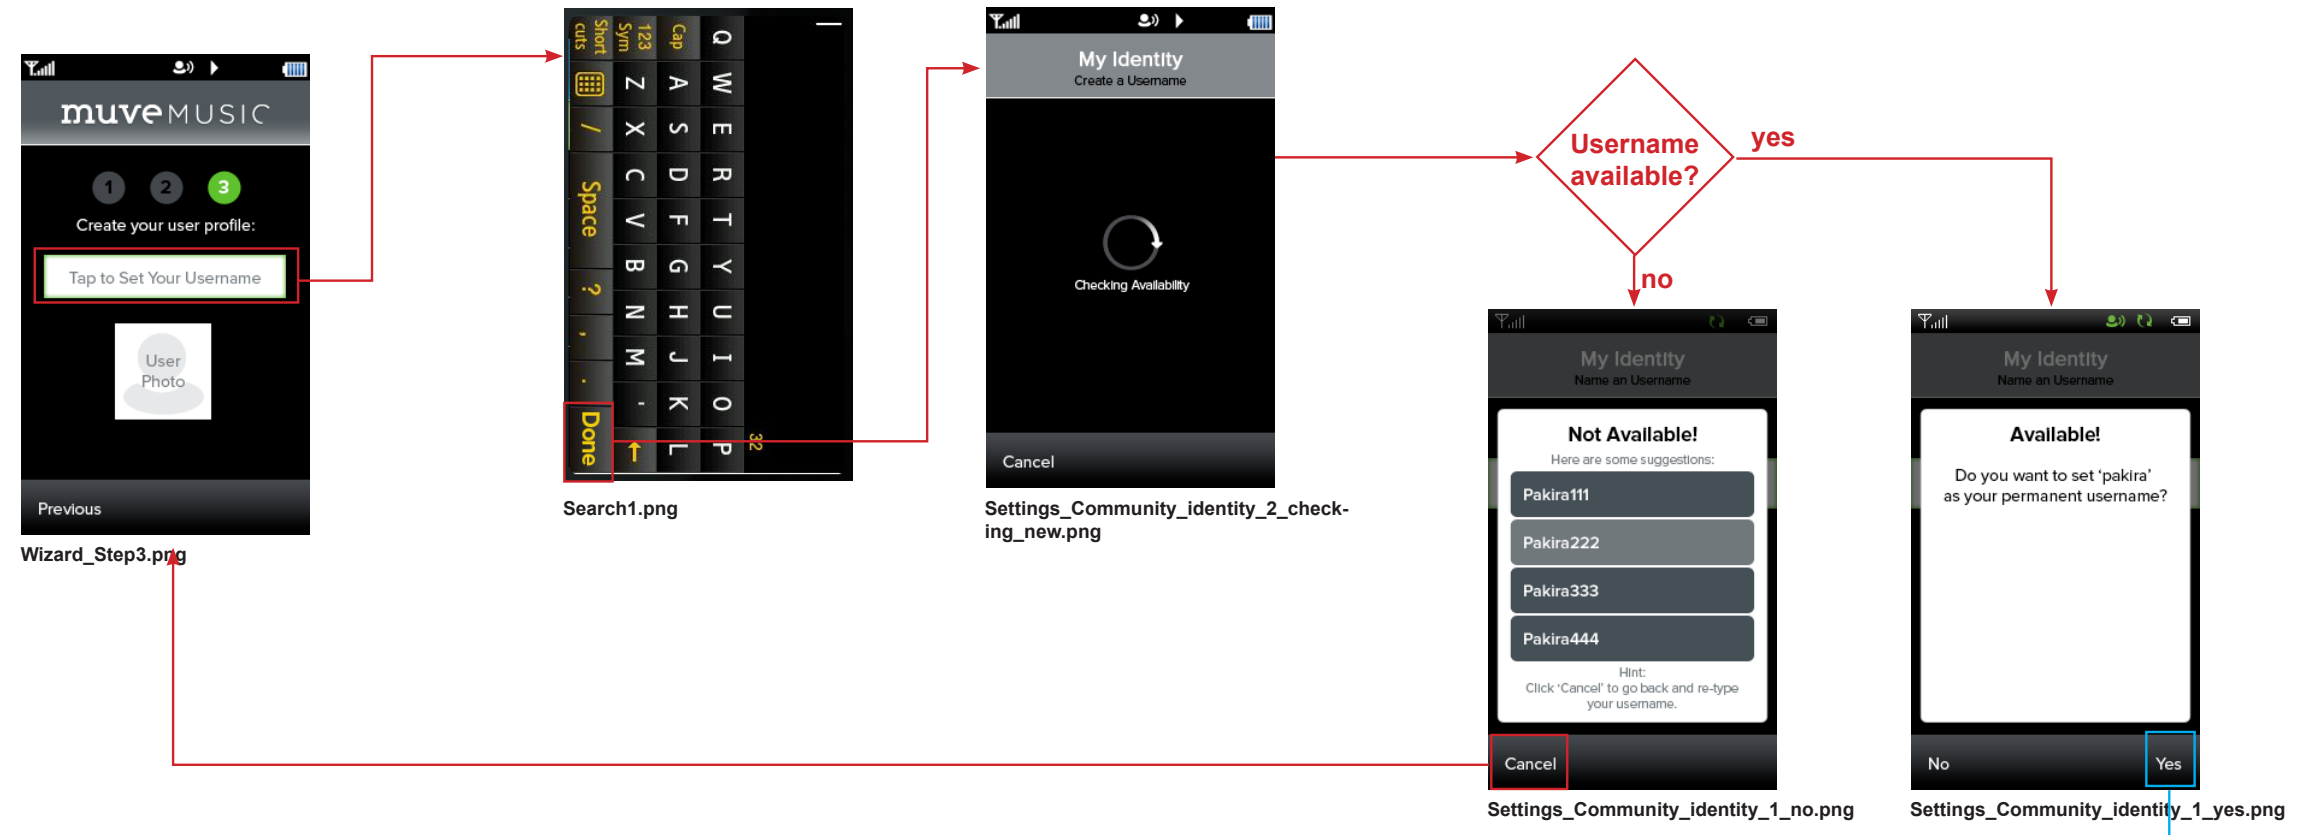 muveMUSIC
1 2 3
Create your user profile:
Tap to Set Your Username
User
Photo
Previous
Wizard_Step3.png
32
Q W E R T Y U I O P
Cap A S D F G H J K L
123
Sym Z X C V B N M -
Short
cuts / Space ? , . Done
Search1.png
My Identity
Create a Username
Checking Availability
Cancel
Settings_Community_identity_2_check-
ing_new.png
Username
available?
yes
no
My Identity
Name an Username
Not Available!
Here are some suggestions:
Pakira111
Pakira222
Pakira333
Pakira444
Hint:
Click 'Cancel' to go back and re-type
your username.
Cancel
Settings_Community_identity_1_no.png
My Identity
Name an Username
Available!
Do you want to set 'pakira'
as your permanent username?
No Yes
Settings_Community_identity_1_yes.png